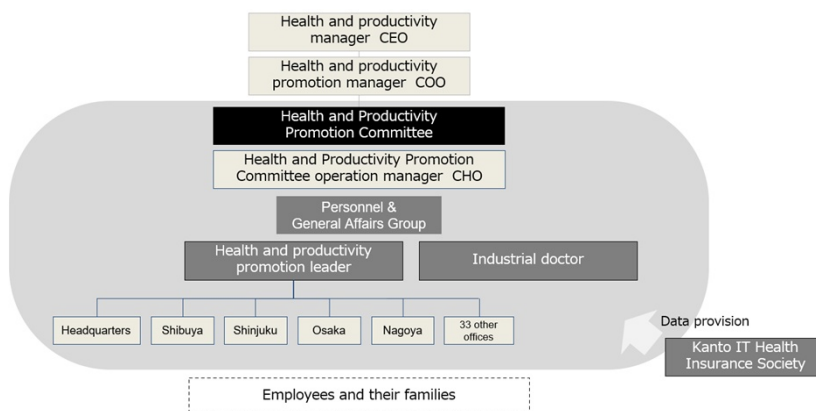 Health and productivity
manager CEO
Health and productivity
promotion manager COO
Health and Productivity
Promotion Committee
Health and Productivity Promotion
Committee operation manager CHO
Personnel &
General Affairs Group
Health and productivity
promotion leader
Industrial doctor
Headquarters
Shibuya
Shinjuku
Osaka
Nagoya
33 other
offices
Data provision
Kanto IT Health
Insurance Society
Employees and their families